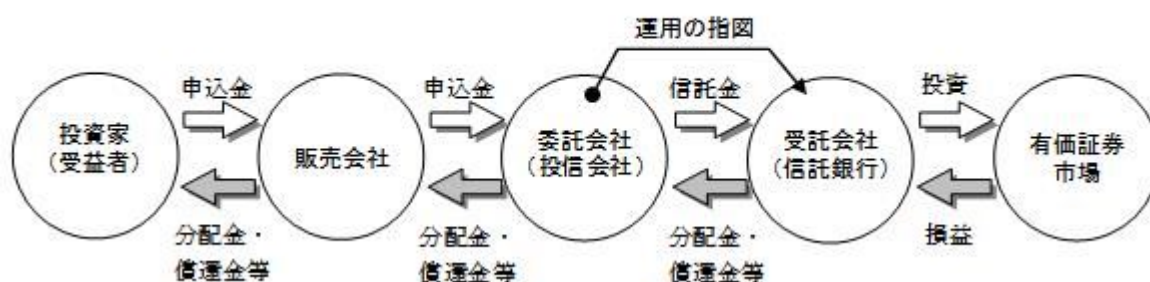 運用の指図
申込金
申込金
信託金
投資
投資家
(受益者)
販売会社
委託会社
(投信会社)
受託会社
(信託銀行)
有価証券
市場
分配金・
償還金等
分配金・
償還金等
分配金・
償還金等
損益